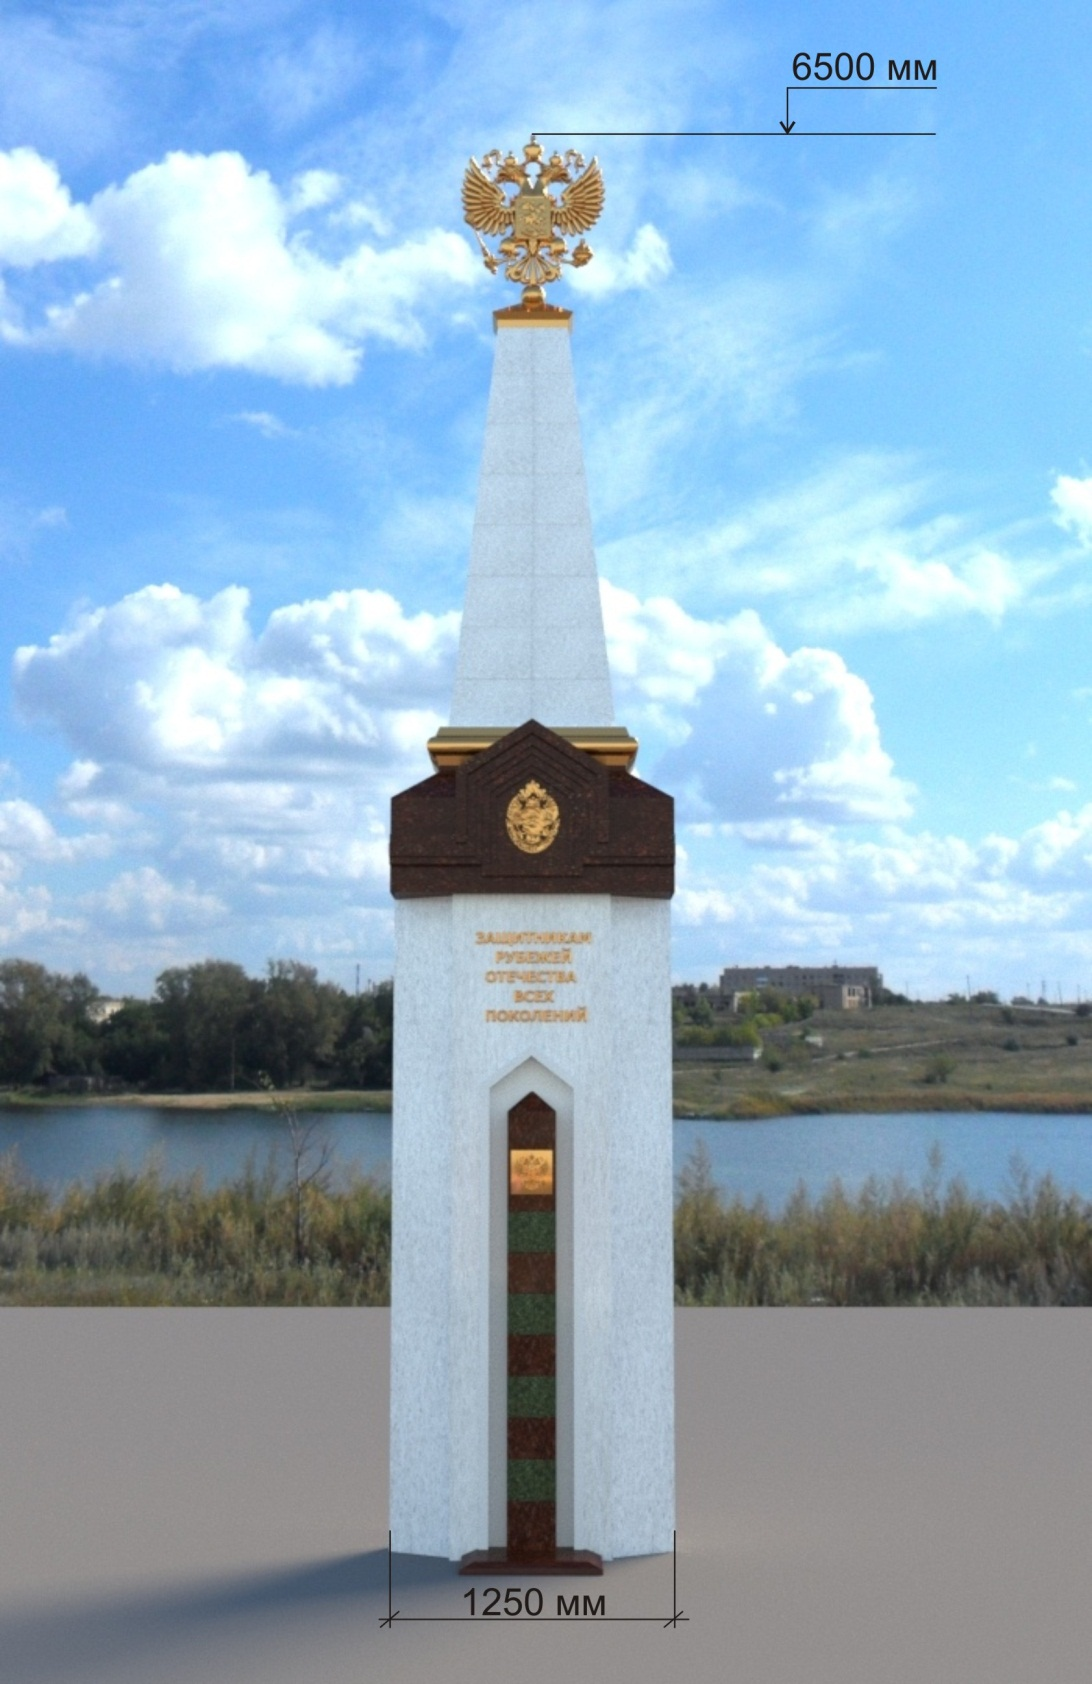 6500 мм
ЗАЩИТНИКАМ
РУБЕЖЕЙ
ОТЕЧЕСТВА
ВСЕХ
ПОКОЛЕНИЙ
1250 мм